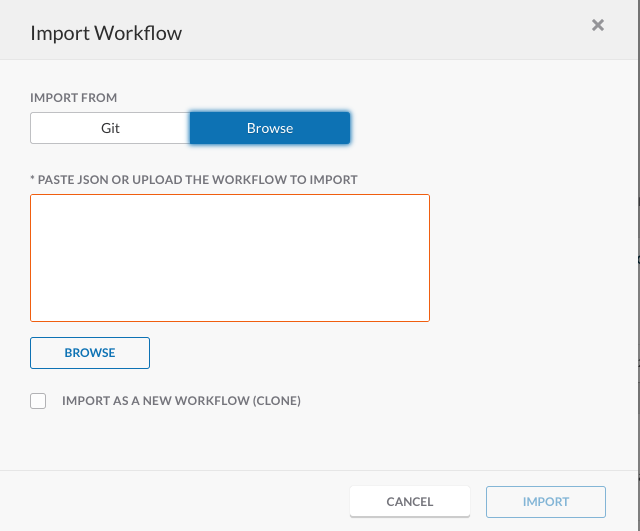 Import Workflow
IMPORT FROM
Git
Browse
* PASTE JSON OR UPLOAD THE WORKFLOW TO IMPORT
BROWSE
IMPORT AS A NEW WORKFLOW (CLONE)
CANCEL
IMPORT